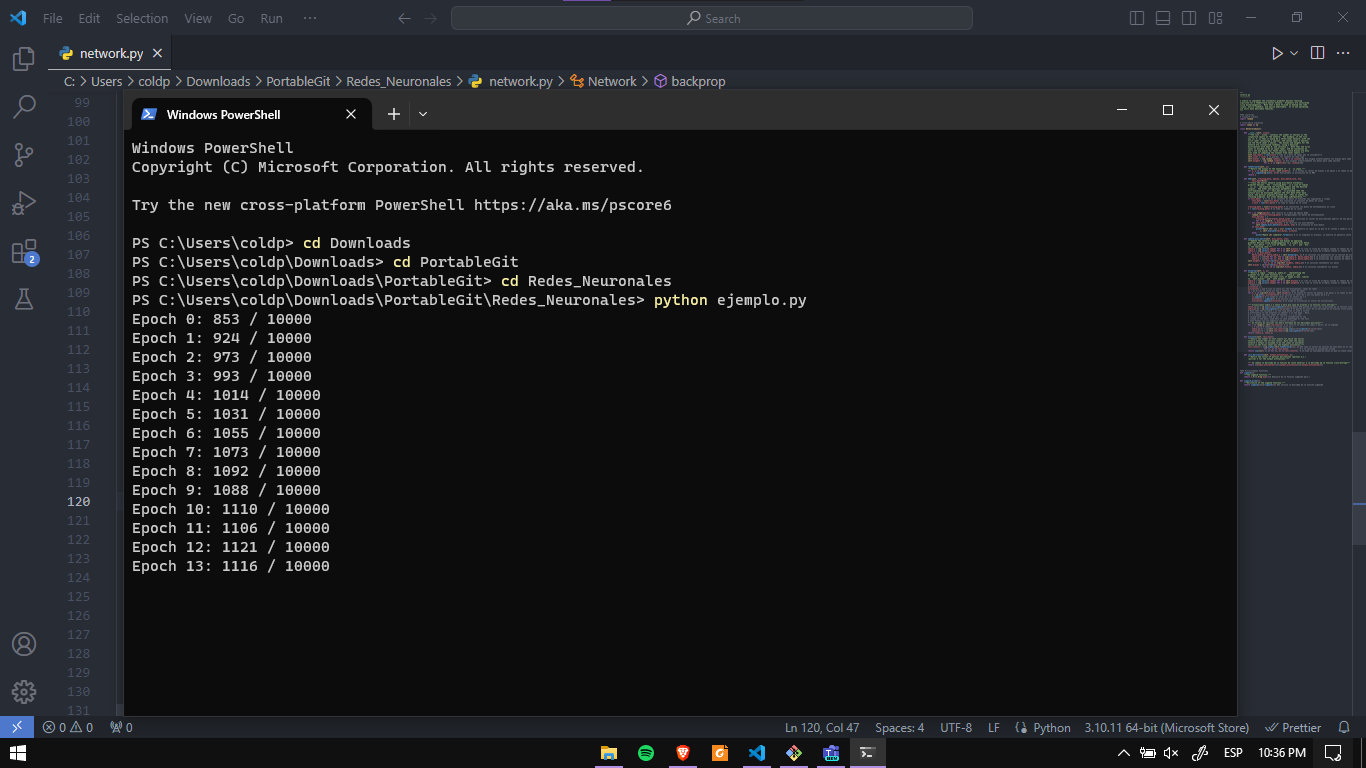 File Edit Selection View Go Run ··· Search
network.py
C: > Users > coldp > Downloads > PortableGit > Redes_Neuronales > network.py > Network > backprop
99
100
101
102
103
104
105
106
107
108
109
110
111
112
113
114
115
116
117
118
119
120
121
122
123
124
125
126
127
128
129
130
131
2
Windows PowerShell
Windows PowerShell
Copyright (C) Microsoft Corporation. All rights reserved.
Try the new cross-platform PowerShell https://aka.ms/pscore6
PS C:\Users\coldp> cd Downloads
PS C:\Users\coldp\Downloads> cd PortableGit
PS C:\Users\coldp\Downloads\PortableGit> cd Redes_Neuronales
PS C:\Users\coldp\Downloads\PortableGit\Redes_Neuronales> python ejemplo.py
Epoch 0: 853 / 10000
Epoch 1: 924 / 10000
Epoch 2: 973 / 10000
Epoch 3: 993 / 10000
Epoch 4: 1014 / 10000
Epoch 5: 1031 / 10000
Epoch 6: 1055 / 10000
Epoch 7: 1073 / 10000
Epoch 8: 1092 / 10000
Epoch 9: 1088 / 10000
Epoch 10: 1110 / 10000
Epoch 11: 1106 / 10000
Epoch 12: 1121 / 10000
Epoch 13: 1116 / 10000
0 0 0 Ln 120, Col 47 Spaces: 4 UTF-8 LF Python 3.10.11 64-bit (Microsoft Store) Prettier
ESP 10:36 PM